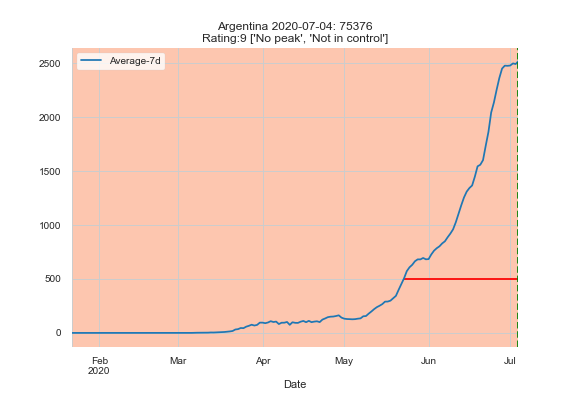 Argentina 2020-07-04: 75376
Rating:9 ['No peak', 'Not in control']
Average-7d
2500
2000
1500
1000
500
0
Feb Mar Apr May Jun Jul
2020
Date